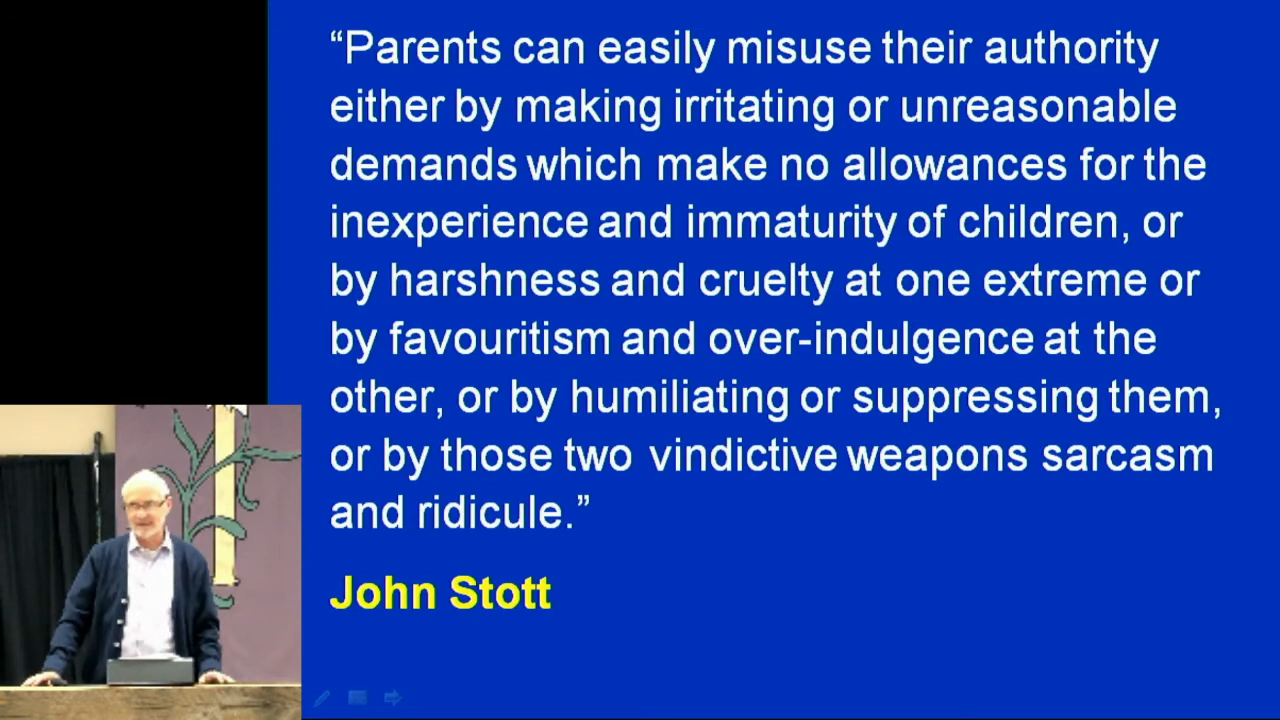 “Parents can easily misuse their authority
either by making irritating or unreasonable
demands which make no allowances for the
inexperience and immaturity of children, or
by harshness and cruelty at one extreme or
by favouritism and over-indulgence at the
other, or by humiliating or suppressing them,
or by those two vindictive weapons sarcasm
and ridicule.”
John Stott